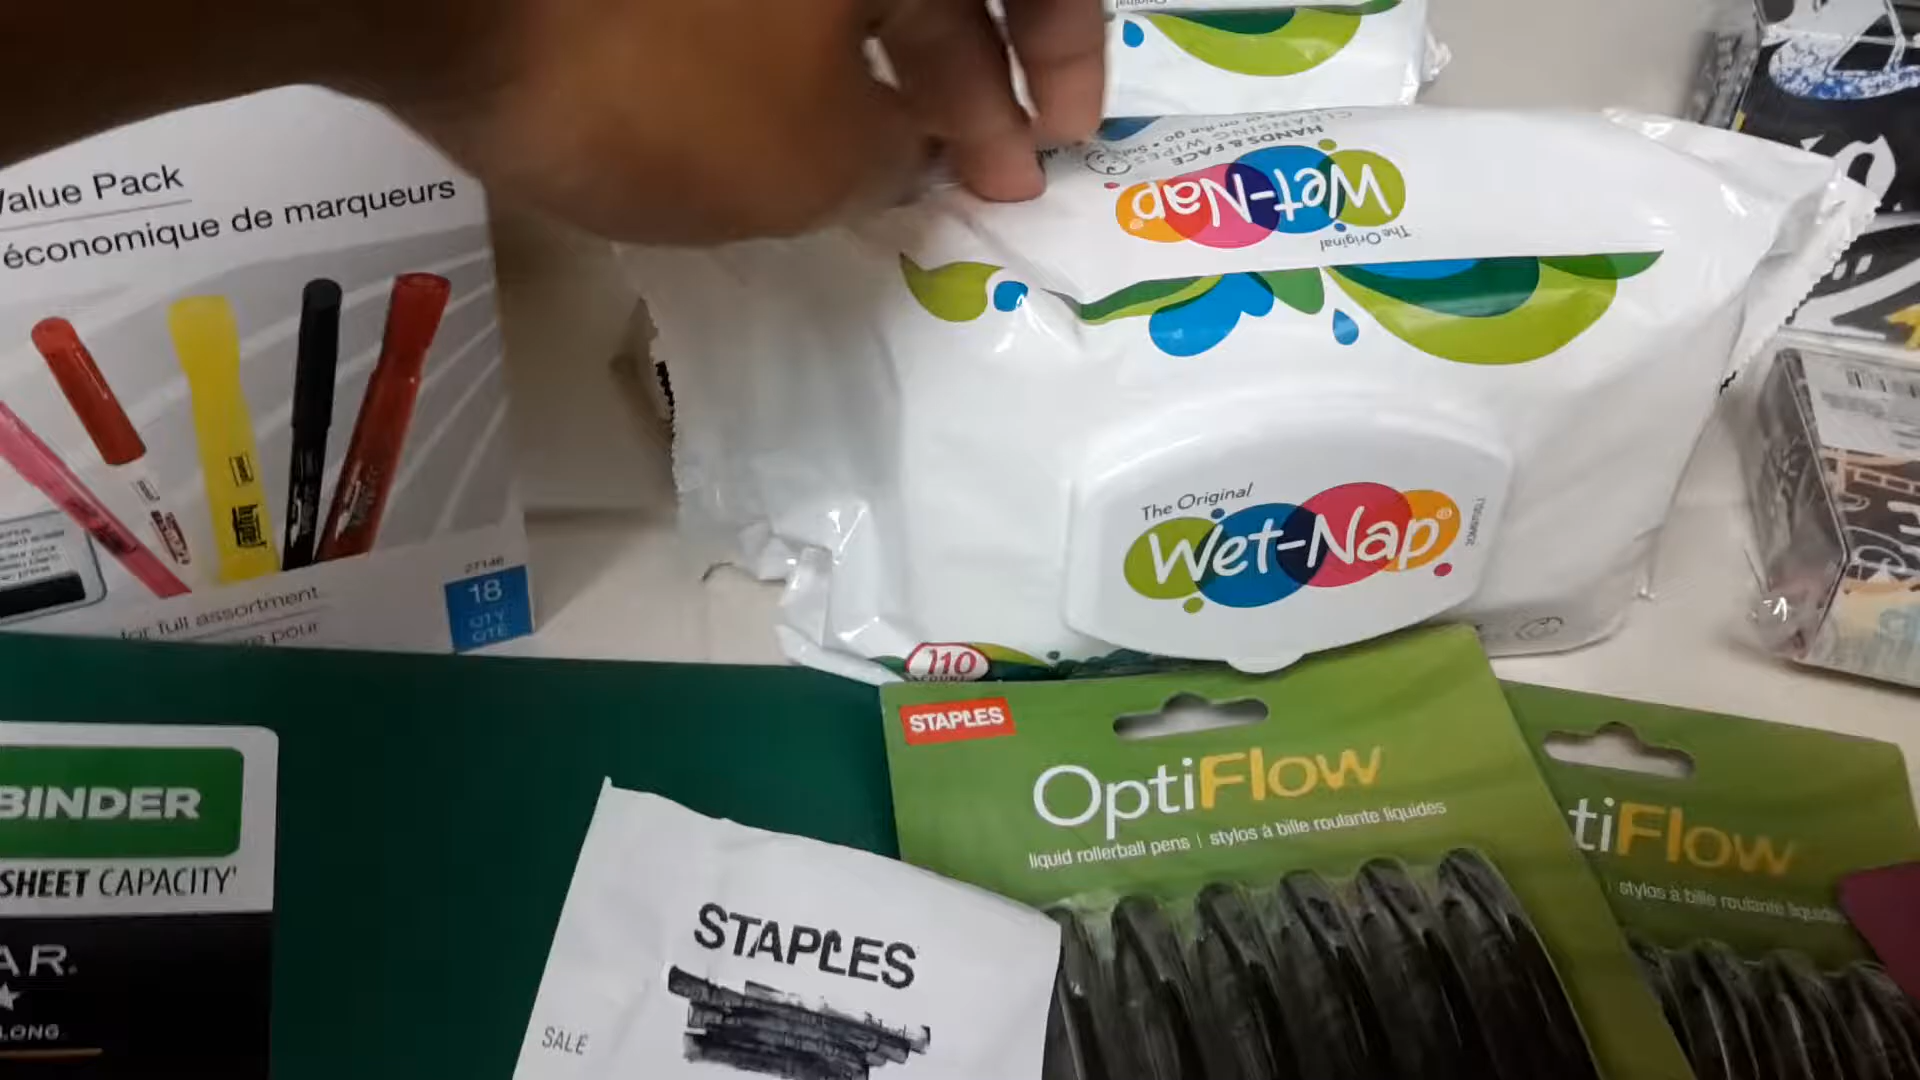 Value Pack
économique de marqueurs
27146
18
QTY
QTÉ
for full assortment
pour
The Original
Wet-Nap
HANDS & FACE
CLEANSING WIPES
The Original
Wet-Nap®
110
COUNT
BINDER
SHEET CAPACITY
STAPLES
OptiFlow
liquid rollerball pens | stylos à bille roulante liquides
tiFlow
stylos à bille roulante liquides
STAPLES
SALE
AR.
LONG